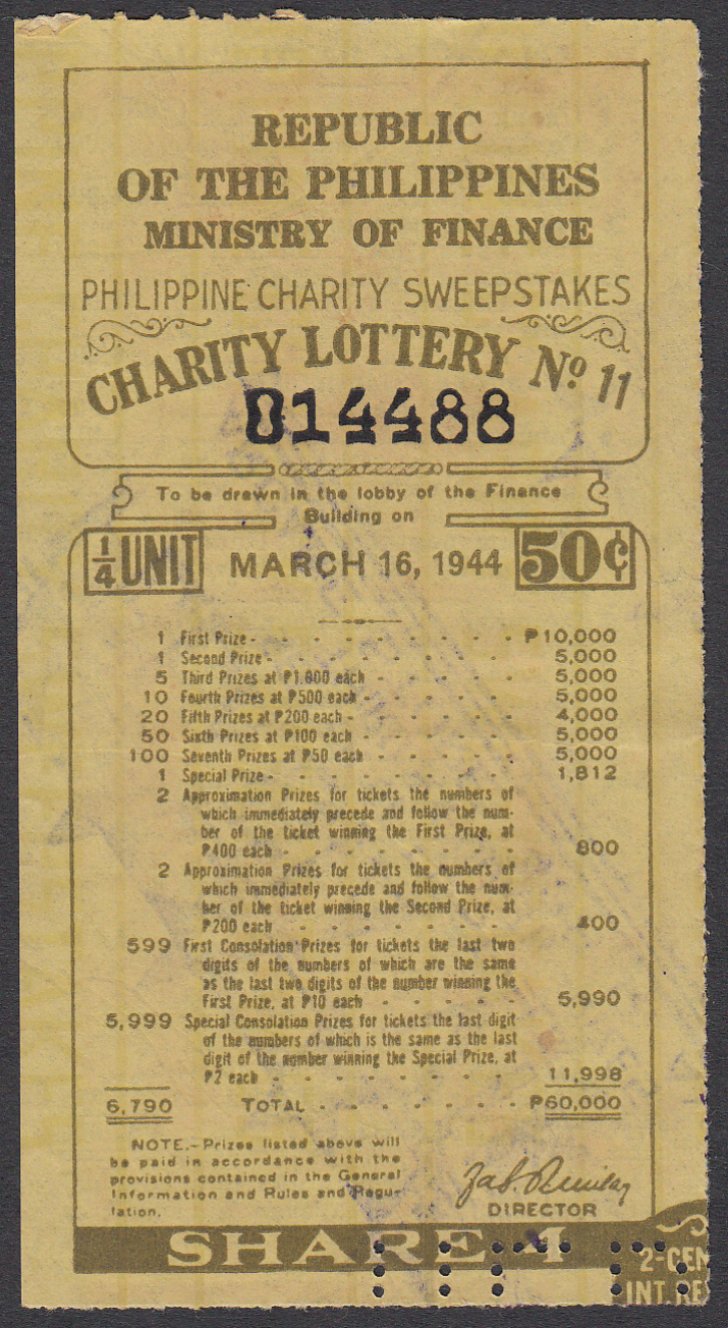 REPUBLIC
OF THE PHILIPPINES
MINISTRY OF FINANCE
PHILIPPINE CHARITY SWEEPSTAKES
CHARITY LOTTERY Nº 11
014488
To be drawn in the lobby of the Finance
Building on
1/4 UNIT MARCH 16, 1944 50¢
1 First Prize - - - - - - - - - ₱10,000
1 Second Prize - - - - - - - - 5,000
5 Third Prizes at ₱1,000 each - - - - - 5,000
10 Fourth Prizes at ₱500 each - - - - - 5,000
20 Fifth Prizes at ₱200 each - - - - - - 4,000
50 Sixth Prizes at ₱100 each - - - - - 5,000
100 Seventh Prizes at ₱50 each - - - - - 5,000
1 Special Prize - - - - - - - - 1,812
2 Approximation Prizes for tickets the numbers of
which immediately precede and follow the num-
ber of the ticket winning the First Prize, at
₱400 each - - - - - - - - 800
2 Approximation Prizes for tickets the numbers of
which immediately precede and follow the num-
ber of the ticket winning the Second Prize, at
₱200 each - - - - - - - 400
599 First Consolation Prizes for tickets the last two
digits of the numbers of which are the same
as the last two digits of the number winning the
First Prize, at ₱10 each - - - - - 5,990
5,999 Special Consolation Prizes for tickets the last digit
of the numbers of which is the same as the last
digit of the number winning the Special Prize, at
₱2 each - - - - - - - - 11,998
6,790 TOTAL - - - - - - ₱60,000
NOTE.-Prizes listed above will
be paid in accordance with the
provisions contained in the General
Information and Rules and Regu-
lation.
DIRECTOR
SHARE 4
2-CEN
INT. RE